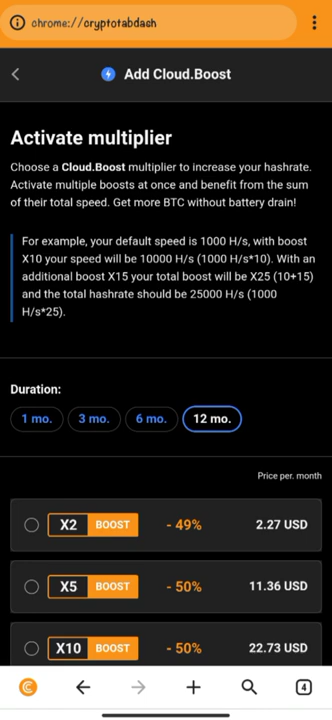 chrome://cryptotabdash
Add Cloud.Boost
Activate multiplier
Choose a Cloud.Boost multiplier to increase your hashrate.
Activate multiple boosts at once and benefit from the sum
of their total speed. Get more BTC without battery drain!
For example, your default speed is 1000 H/s, with boost
X10 your speed will be 10000 H/s (1000 H/s*10). With an
additional boost X15 your total boost will be X25 (10+15)
and the total hashrate should be 25000 H/s (1000
H/s*25).
Duration:
1 mo. 3 mo. 6 mo. 12 mo.
Price per. month
X2 BOOST - 49% 2.27 USD
X5 BOOST - 50% 11.36 USD
X10 BOOST - 50% 22.73 USD
4